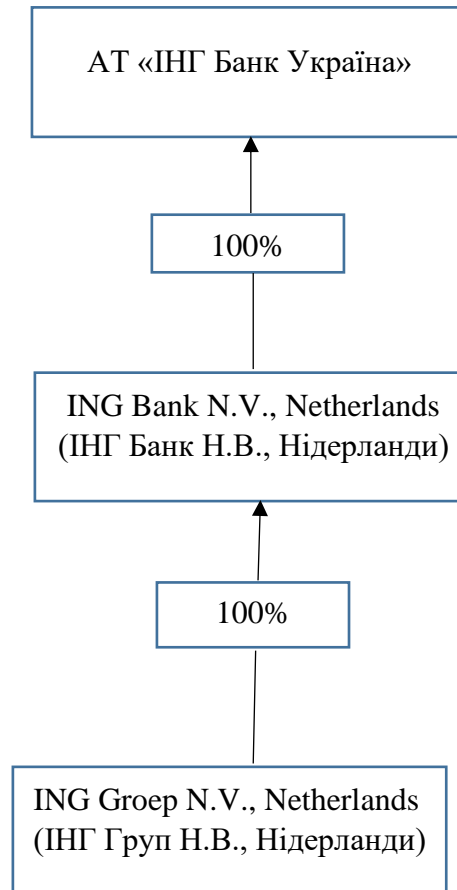 АТ «ІНГ Банк Україна»
100%
ING Bank N.V., Netherlands
(ІНГ Банк Н.В., Нідерланди)
100%
ING Groep N.V., Netherlands
(ІНГ Груп Н.В., Нідерланди)